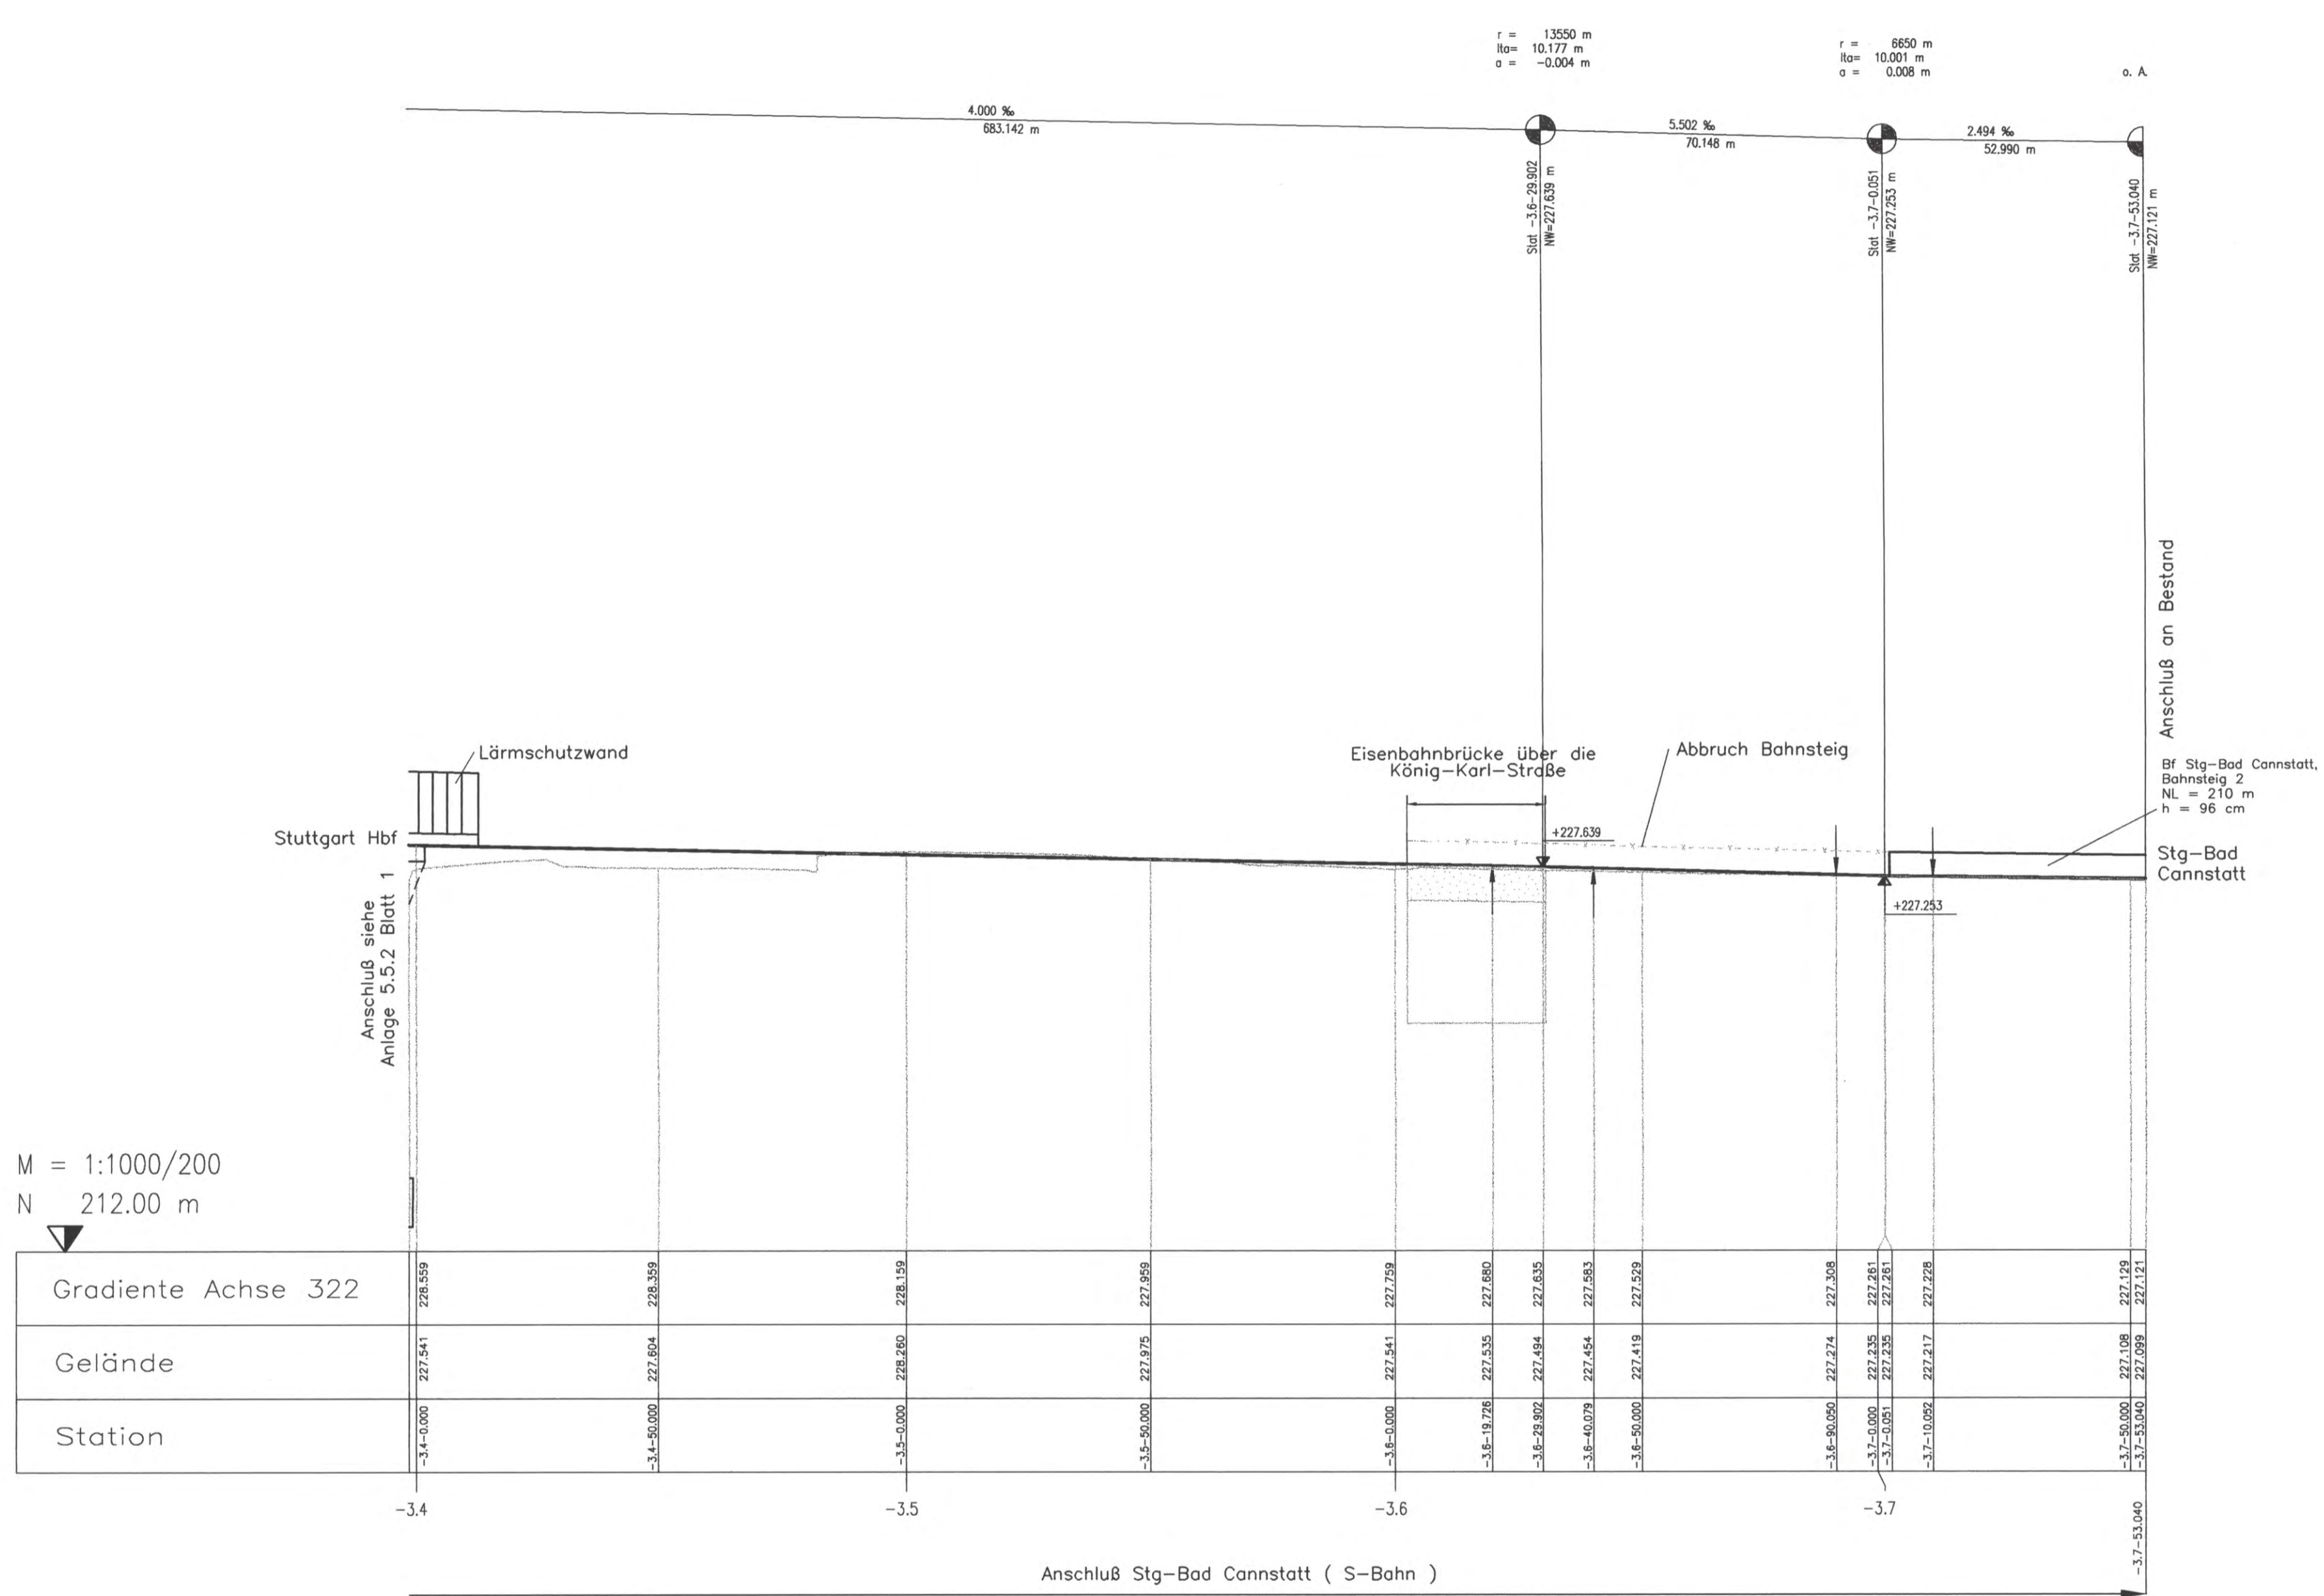 r = 13550 m
lta= 10.177 m
a = -0.004 m
r = 6650 m
lta= 10.001 m
a = 0.008 m
o. A.
4.000 ‰
683.142 m
5.502 ‰
70.148 m
2.494 ‰
52.990 m
Stat -3.6-29.902
NW=227.639 m
Stat -3.7-0.051
NW=227.253 m
Stat -3.7-53.040
NW=227.121 m
Anschluß an Bestand
Lärmschutzwand
Eisenbahnbrücke über die
König-Karl-Straße
Abbruch Bahnsteig
Bf Stg-Bad Cannstatt,
Bahnsteig 2
NL = 210 m
h = 96 cm
Stuttgart Hbf
+227.639
Stg-Bad
Cannstatt
+227.253
Anschluß siehe
Anlage 5.5.2 Blatt 1
M = 1:1000/200
N 212.00 m
Gradiente Achse 322
228.559
228.359
228.159
227.959
227.759
227.680
227.635
227.583
227.529
227.308
227.261
227.261
227.228
227.129
227.121
Gelände
227.541
227.604
228.260
227.975
227.541
227.535
227.494
227.454
227.419
227.274
227.235
227.235
227.217
227.108
227.099
Station
-3.4-0.000
-3.4-50.000
-3.5-0.000
-3.5-50.000
-3.6-0.000
-3.6-19.726
-3.6-29.902
-3.6-40.079
-3.6-50.000
-3.6-90.050
-3.7-0.000
-3.7-0.051
-3.7-10.052
-3.7-50.000
-3.7-53.040
-3.4
-3.5
-3.6
-3.7
-3.7-53.040
Anschluß Stg-Bad Cannstatt ( S-Bahn )